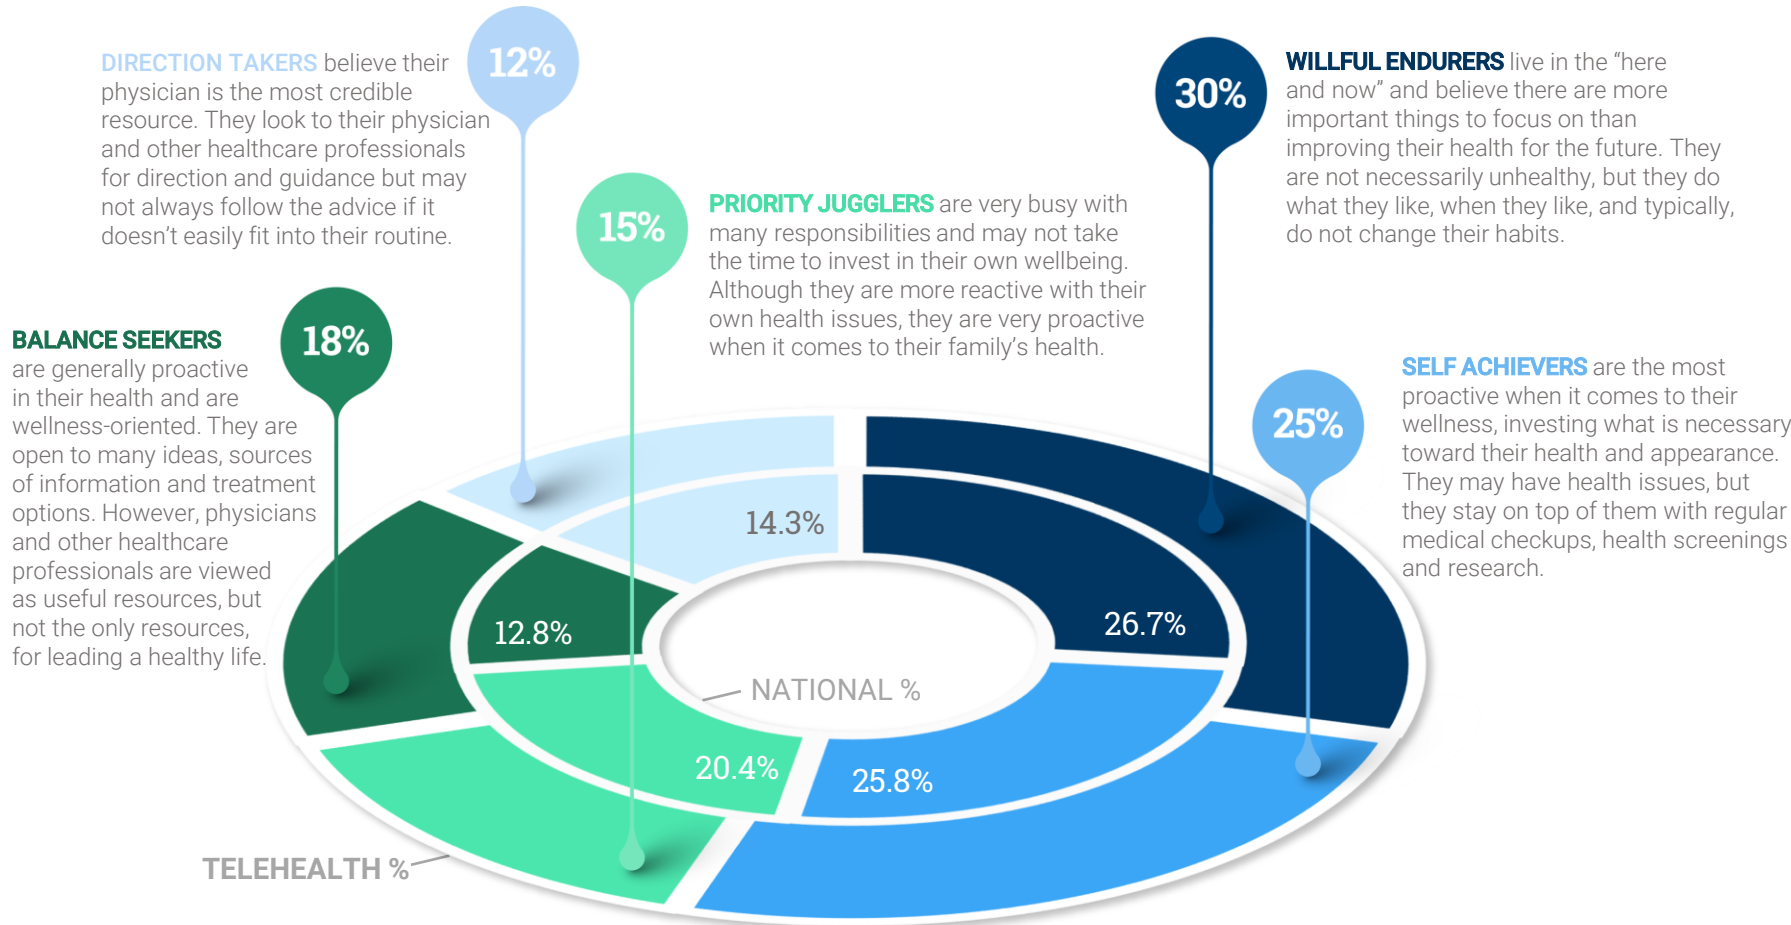 DIRECTION TAKERS believe their
physician is the most credible
resource. They look to their physician
and other healthcare professionals
for direction and guidance but may
not always follow the advice if it
doesn't easily fit into their routine.
12%
30%
WILLFUL ENDURERS live in the “here
and now” and believe there are more
important things to focus on than
improving their health for the future. They
are not necessarily unhealthy, but they do
what they like, when they like, and typically,
do not change their habits.
15%
PRIORITY JUGGLERS are very busy with
many responsibilities and may not take
the time to invest in their own wellbeing.
Although they are more reactive with their
own health issues, they are very proactive
when it comes to their family’s health.
BALANCE SEEKERS
are generally proactive
in their health and are
wellness-oriented. They are
open to many ideas, sources
of information and treatment
options. However, physicians
and other healthcare
professionals are viewed
as useful resources, but
not the only resources,
for leading a healthy life.
18%
25%
SELF ACHIEVERS are the most
proactive when it comes to their
wellness, investing what is necessary
toward their health and appearance.
They may have health issues, but
they stay on top of them with regular
medical checkups, health screenings
and research.
14.3%
12.8%
26.7%
NATIONAL %
20.4%
25.8%
TELEHEALTH %